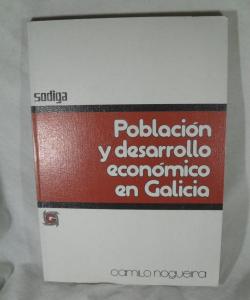 sodiga
Población
y desarrollo
económico
en Galicia
camilo nogueira